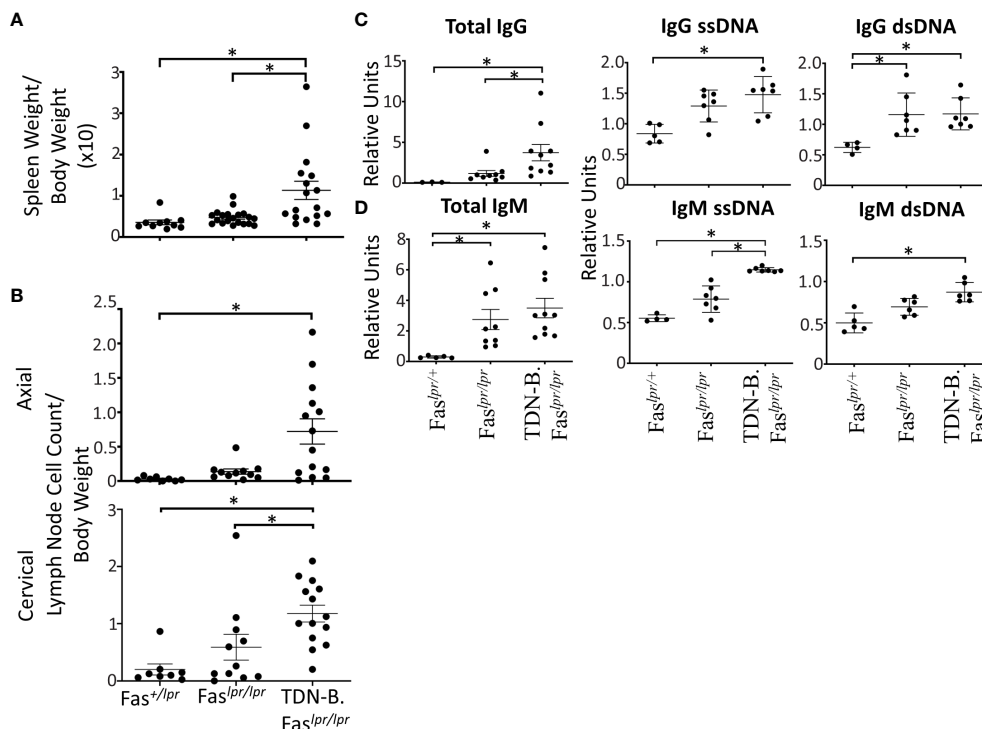 A
Spleen Weight/
Body Weight
(x10)
3
2
1
0
*
*
B
Axial
Cervical
Lymph Node Cell Count/
Body Weight
2.5
2.0
1.5
1.0
0.5
0.0
*
3
2
1
0
*
*
Fas+/lpr
Faslpr/lpr
TDN-B.
Faslpr/lpr
C
Total IgG
Relative Units
15
10
5
0
*
*
IgG ssDNA
Relative Units
2.0
1.5
1.0
0.5
0
*
IgG dsDNA
2.0
1.5
1.0
0.5
0
*
*
D
Total IgM
Relative Units
8
6
4
2
0
*
*
Faslpr/+
Faslpr/lpr
TDN-B.
Faslpr/lpr
IgM ssDNA
1.5
1.0
0.5
0
*
*
Faslpr/+
Faslpr/lpr
TDN-B.
Faslpr/lpr
IgM dsDNA
1.5
1.0
0.5
0
*
Faslpr/+
Faslpr/lpr
TDN-B.
Faslpr/lpr